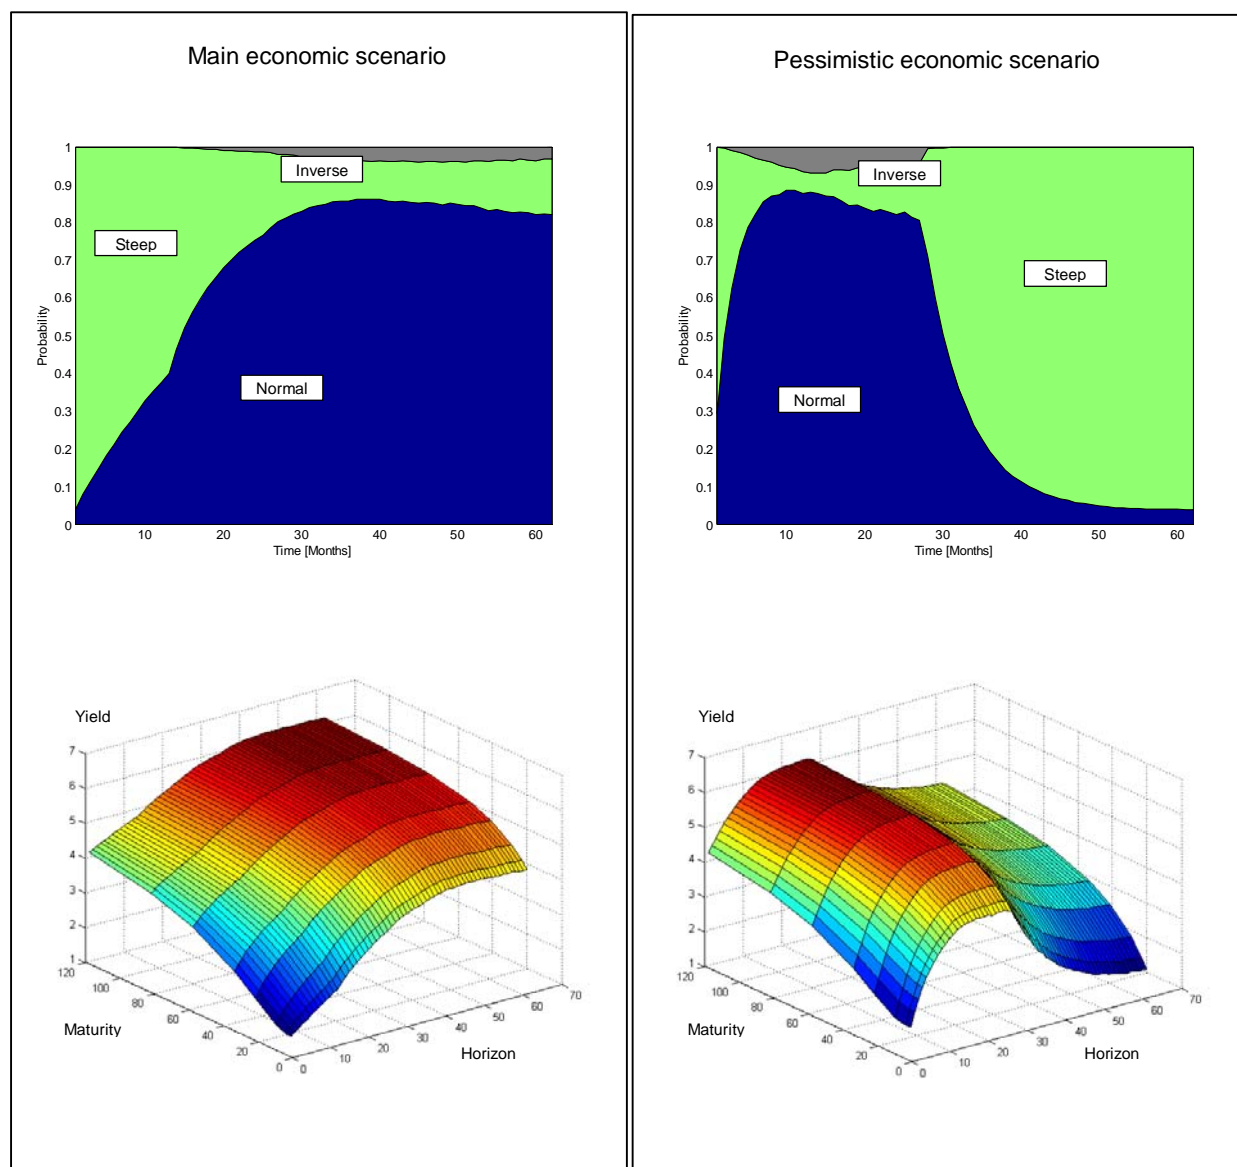 Main economic scenario
1
0.9
0.8
0.7
0.6
0.5
0.4
0.3
0.2
0.1
0
Probability
Inverse
Steep
Normal
10 20 30 40 50 60
Time [Months]
Yield
7
6
5
4
3
2
1
120
100
80
60
40
20
0
Maturity
0 10 20 30 40 50 60 70
Horizon
Pessimistic economic scenario
1
0.9
0.8
0.7
0.6
0.5
0.4
0.3
0.2
0.1
0
Probability
Inverse
Steep
Normal
10 20 30 40 50 60
Time [Months]
Yield
7
6
5
4
3
2
1
120
100
80
60
40
20
0
Maturity
0 10 20 30 40 50 60 70
Horizon